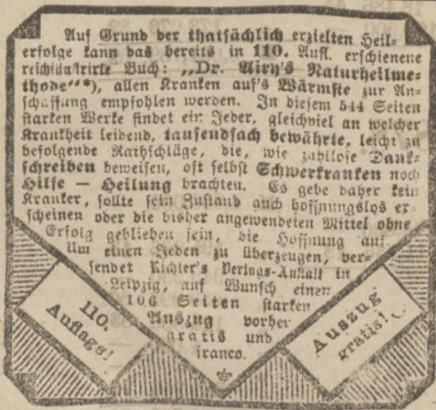 Auf Grund der thatsächlich erzielten Heil-
erfolge kann das bereits in 110. Aufl. erschienene
reichillustrirte Buch: „Dr. Airy's Naturheilme-
thode“*), allen Kranken auf's Wärmste zur An-
schaffung empfohlen werden. In diesem 544 Seiten
starken Werke findet ein Jeder, gleichviel an welcher
Krankheit leidend, tausendfach bewährte, leicht zu
befolgende Rathschläge, die, wie zahllose Dank-
schreiben beweisen, oft selbst Schwerkranken noch
Hilfe — Heilung brachten. Es gebe daher kein
Kranker, sollte sein Zustand auch hoffnungslos er-
scheinen oder die bisher angewendeten Mittel ohne
Erfolg geblieben sein, die Hoffnung auf.
Um einen Jeden zu überzeugen, ver-
sendet Richter's Verlags-Anstalt in
Leipzig, auf Wunsch einen
106 Seiten starken
Auszug vorher
gratis und
franco.
110.
Auflage!
Auszug
gratis!